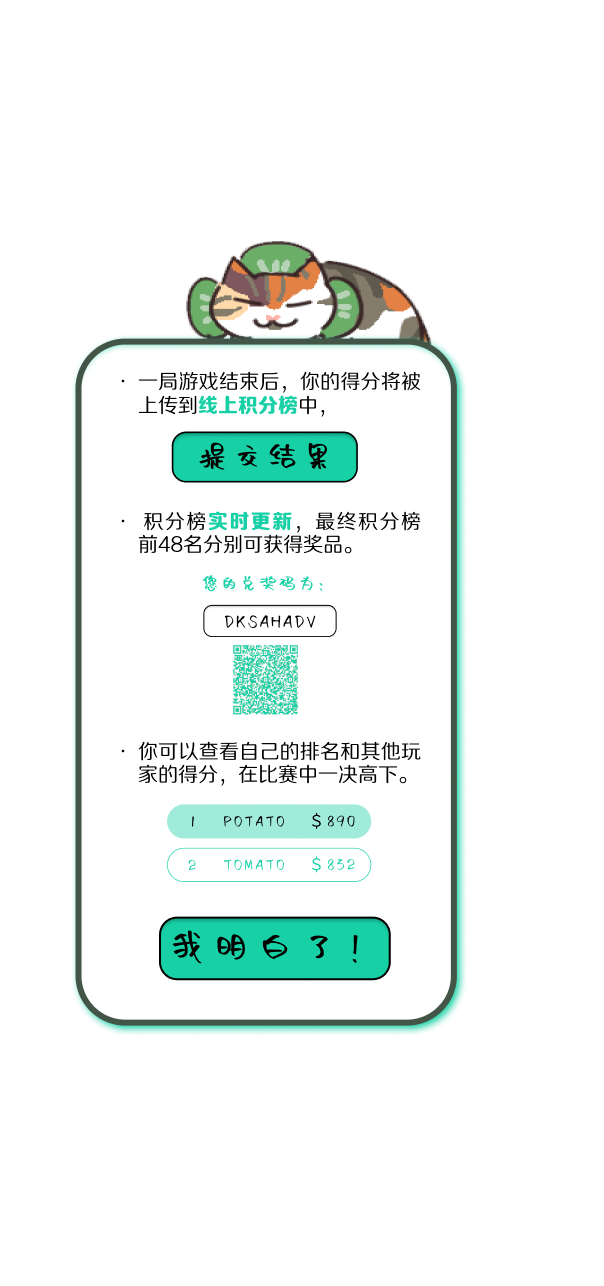 · 一局游戏结束后，你的得分将被
上传到线上积分榜中，
提交结果
· 积分榜实时更新，最终积分榜
前48名分别可获得奖品。
您的兑奖码为：
DKSAHADV
· 你可以查看自己的排名和其他玩
家的得分，在比赛中一决高下。
1 POTATO $890
2 TOMATO $832
我明白了！